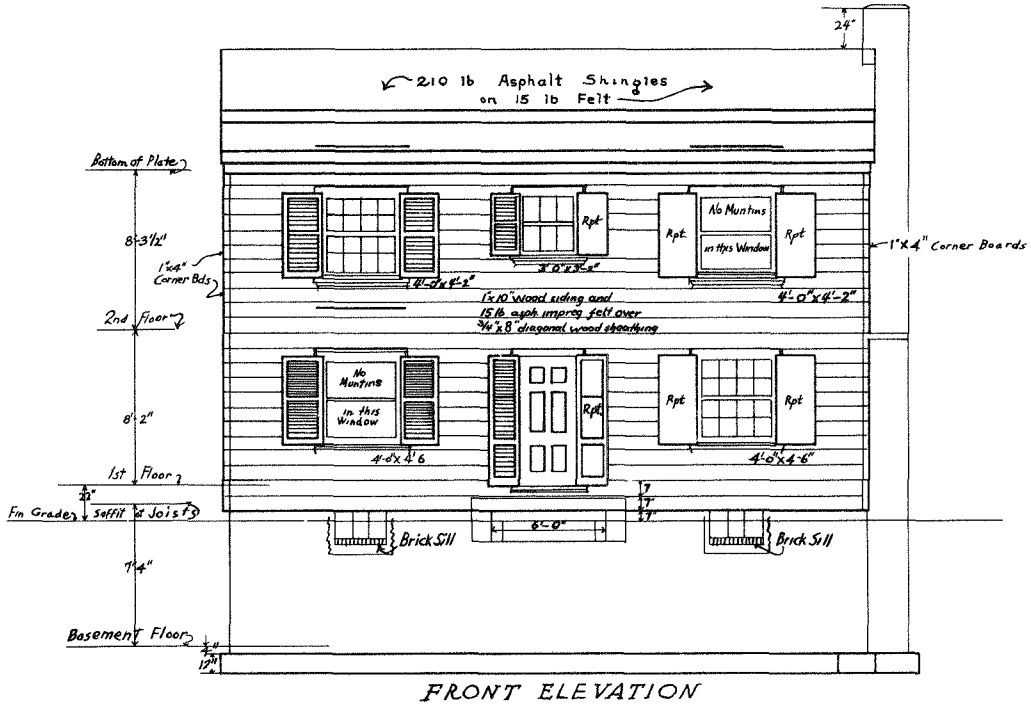 24"
210 lb Asphalt Shingles
on 15 lb Felt
Bottom of Plate
8'-3½"
No Muntins
in this Window
Rpt
Rpt
Rpt
1"x4" Corner Boards
1"x4"
Corner Bds
4'-0"x4'-2"
3'0"x3'-2"
4'-0"x4'-2"
1"x10" wood siding and
15 lb asph. impreg felt over
¾"x8" diagonal wood sheathing
2nd Floor
8'-2"
No
Muntins
in this
Window
Rpt
Rpt
Rpt
4'-0"x4'6
4'-0"x4'-6"
1st Floor
22"
7
7"
7"
Fin Grade
Soffit at Joists
6'-0"
Brick Sill
Brick Sill
7'4"
Basement Floor
4"
12"
FRONT ELEVATION